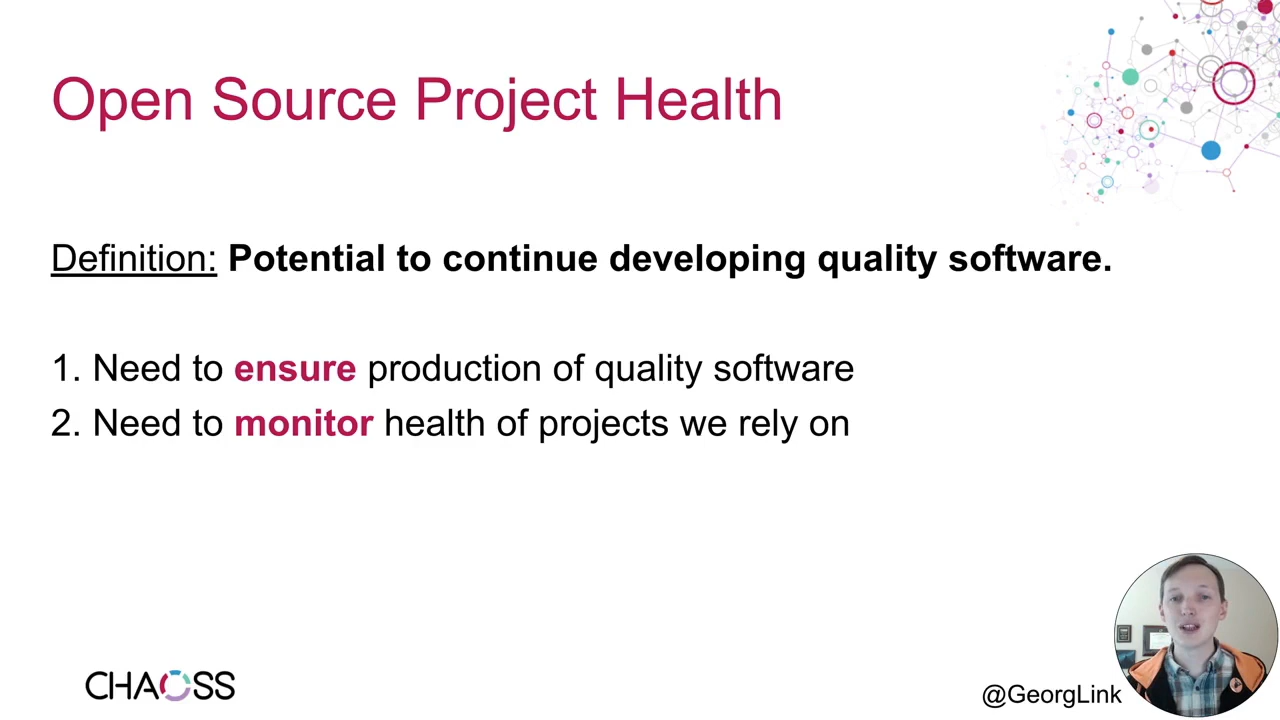 Open Source Project Health
Definition: Potential to continue developing quality software.
1. Need to ensure production of quality software
2. Need to monitor health of projects we rely on
CHAOSS
@GeorgLink